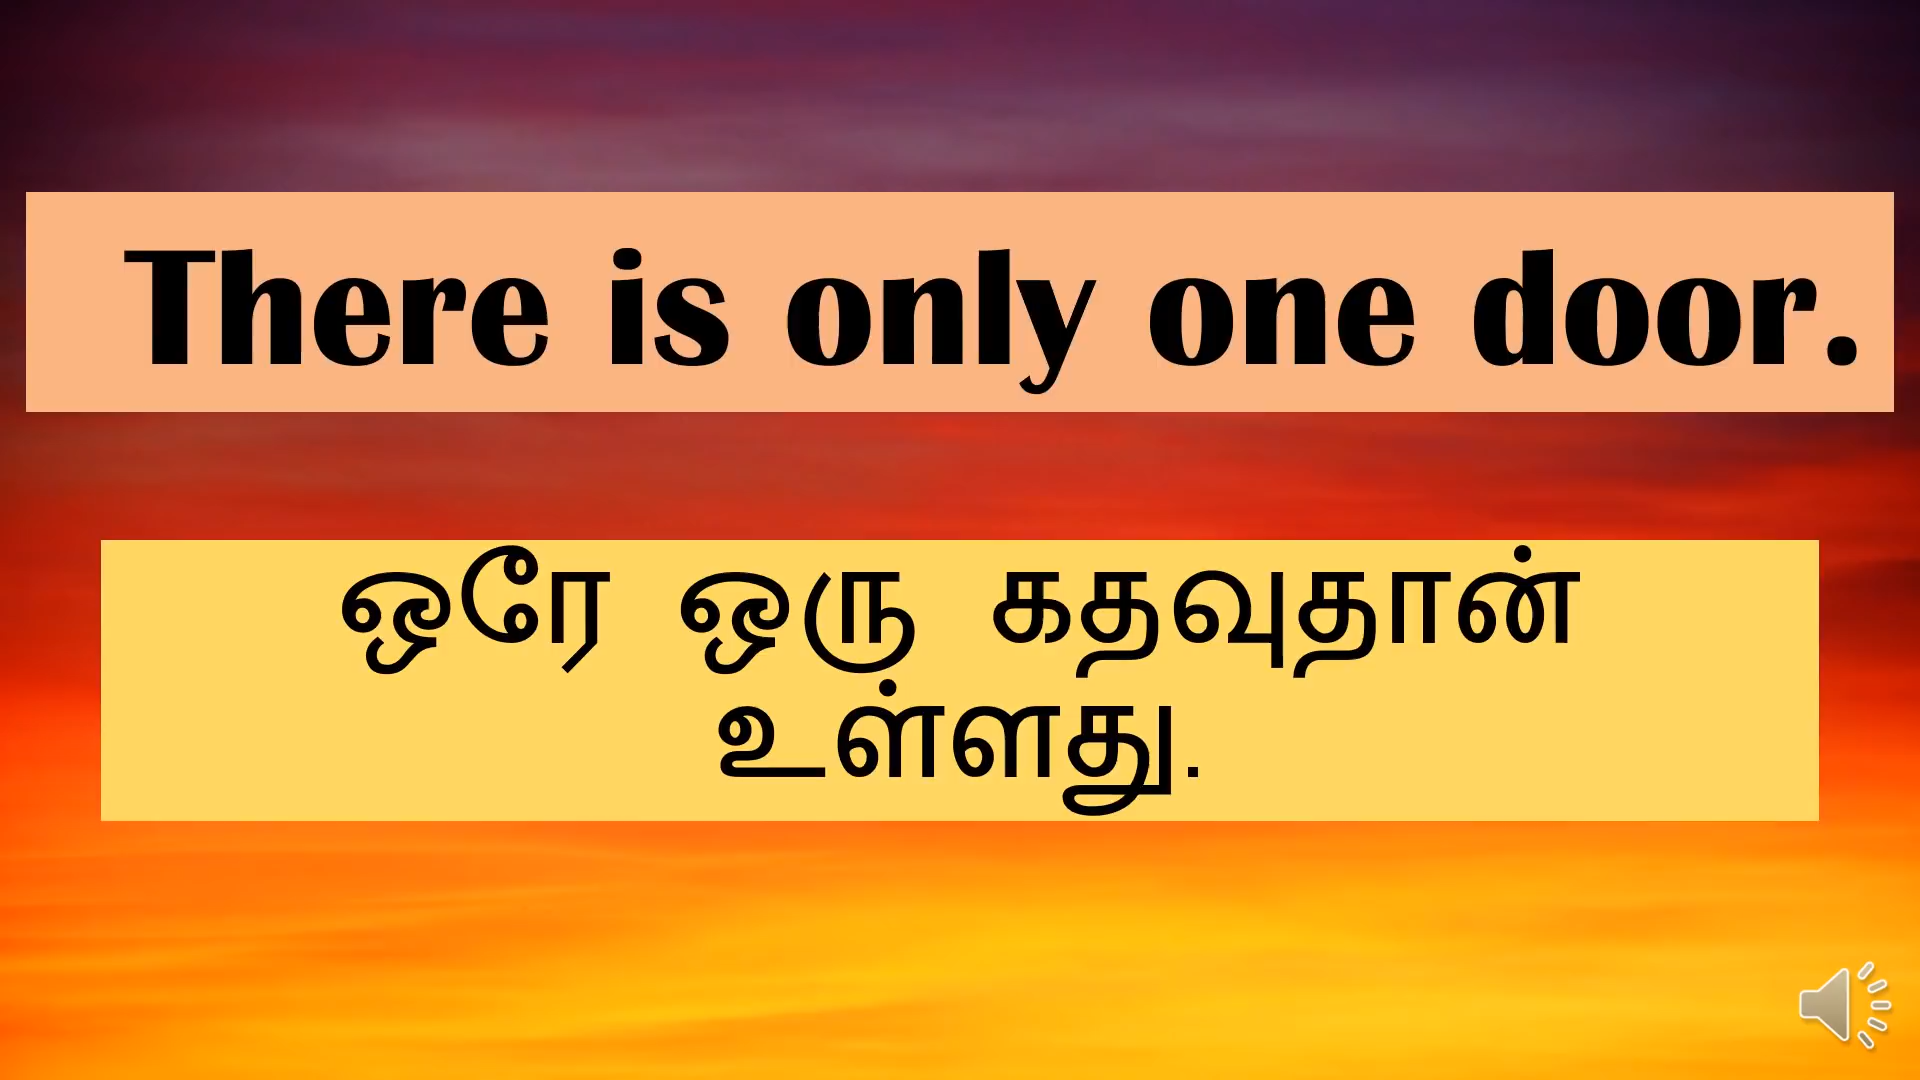 There is only one door.
ஒரே ஒரு கதவுதான்
உள்ளது.